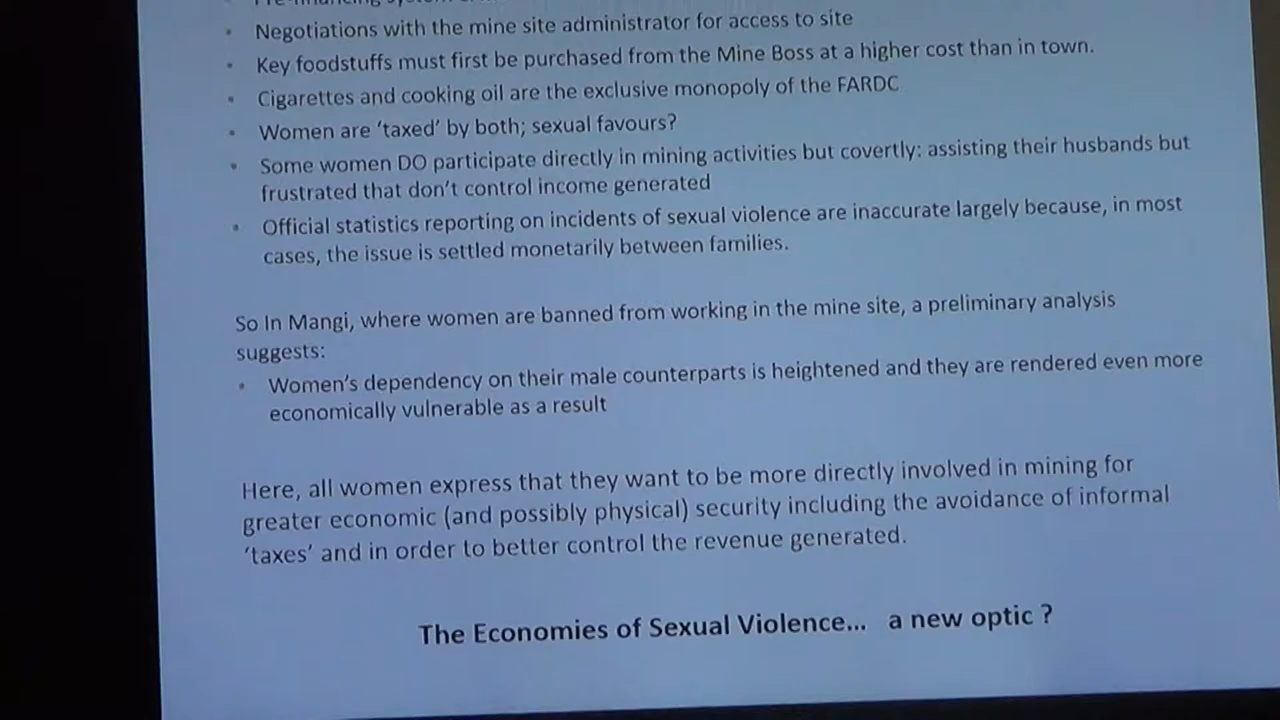 Negotiations with the mine site administrator for access to site
Key foodstuffs must first be purchased from the Mine Boss at a higher cost than in town.
Cigarettes and cooking oil are the exclusive monopoly of the FARDC
Women are ‘taxed’ by both; sexual favours?
Some women DO participate directly in mining activities but covertly: assisting their husbands but
frustrated that don’t control income generated
Official statistics reporting on incidents of sexual violence are inaccurate largely because, in most
cases, the issue is settled monetarily between families.
So In Mangi, where women are banned from working in the mine site, a preliminary analysis
suggests:
Women’s dependency on their male counterparts is heightened and they are rendered even more
economically vulnerable as a result
Here, all women express that they want to be more directly involved in mining for
greater economic (and possibly physical) security including the avoidance of informal
‘taxes’ and in order to better control the revenue generated.
The Economies of Sexual Violence... a new optic ?